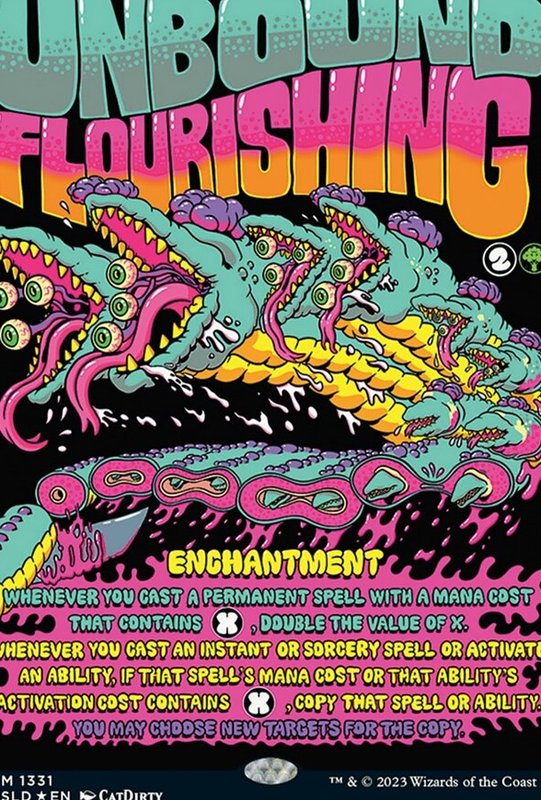 UNBOUND
FLOURISHING
2
ENCHANTMENT
WHENEVER YOU CAST A PERMANENT SPELL WITH A MANA COST
THAT CONTAINS X, DOUBLE THE VALUE OF X.
WHENEVER YOU CAST AN INSTANT OR SORCERY SPELL OR ACTIVATE
AN ABILITY, IF THAT SPELL'S MANA COST OR THAT ABILITY'S
ACTIVATION COST CONTAINS X, COPY THAT SPELL OR ABILITY.
YOU MAY CHOOSE NEW TARGETS FOR THE COPY.
M 1331
SLD ★ EN CATDIRTY
™ & © 2023 Wizards of the Coast